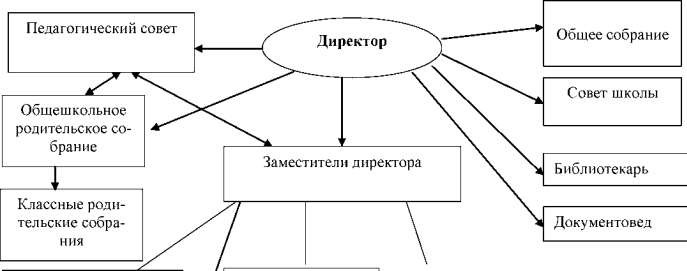 Педагогический совет
Директор
Общее собрание
Совет школы
Общешкольное
родительское со-
брание
Заместители директора
Библиотекарь
Классные роди-
тельские собра-
ния
Документовед